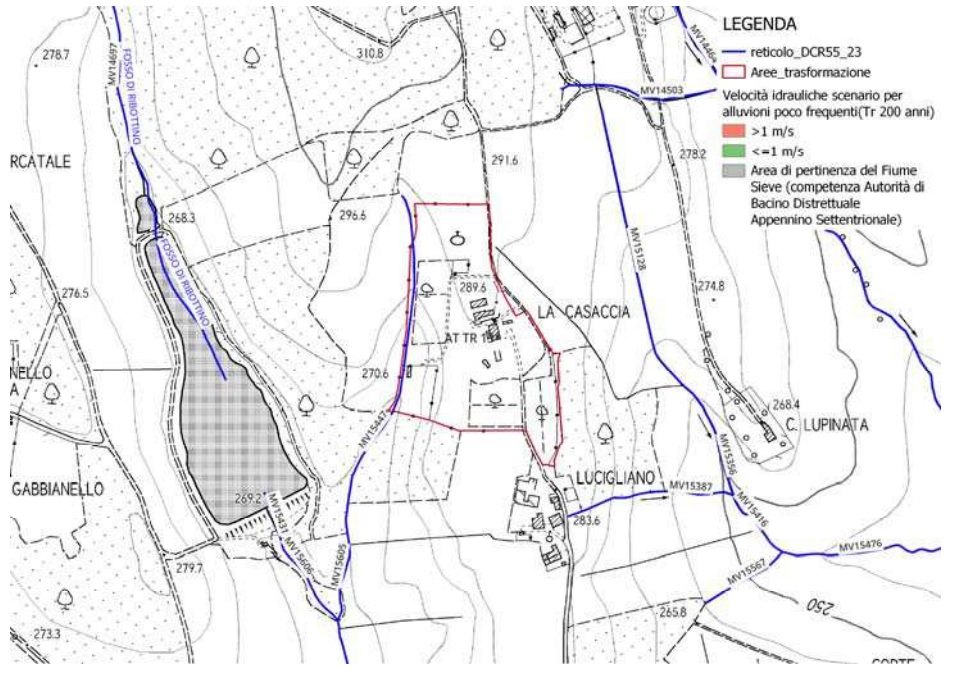 LEGENDA
reticolo_DCR55_23
Aree_trasformazione
Velocità idrauliche scenario per
alluvioni poco frequenti(Tr 200 anni)
>1 m/s
<=1 m/s
Area di pertinenza del Fiume
Sieve (competenza Autorità di
Bacino Distrettuale
Appennino Settentrionale)
278.7
MV14697
FOSSO DI RIBOTTINO
310.8
MV14503
RCATALE
291.6
278.2
268.3
296.6
FOSSO DI RIBOTTINO
MV15128
276.5
289.6
274.8
LA CASACCIA
AT TR 1
NELLO
A
270.6
268.4
C. LUPINATA
MV15447
MV15356
GABBIANELLO
269.2
LUCIGLIANO
MV15387
MV15431
283.6
MV15416
MV15606
MV15605
MV15476
279.7
MV15567
250
265.8
273.3
CORTE